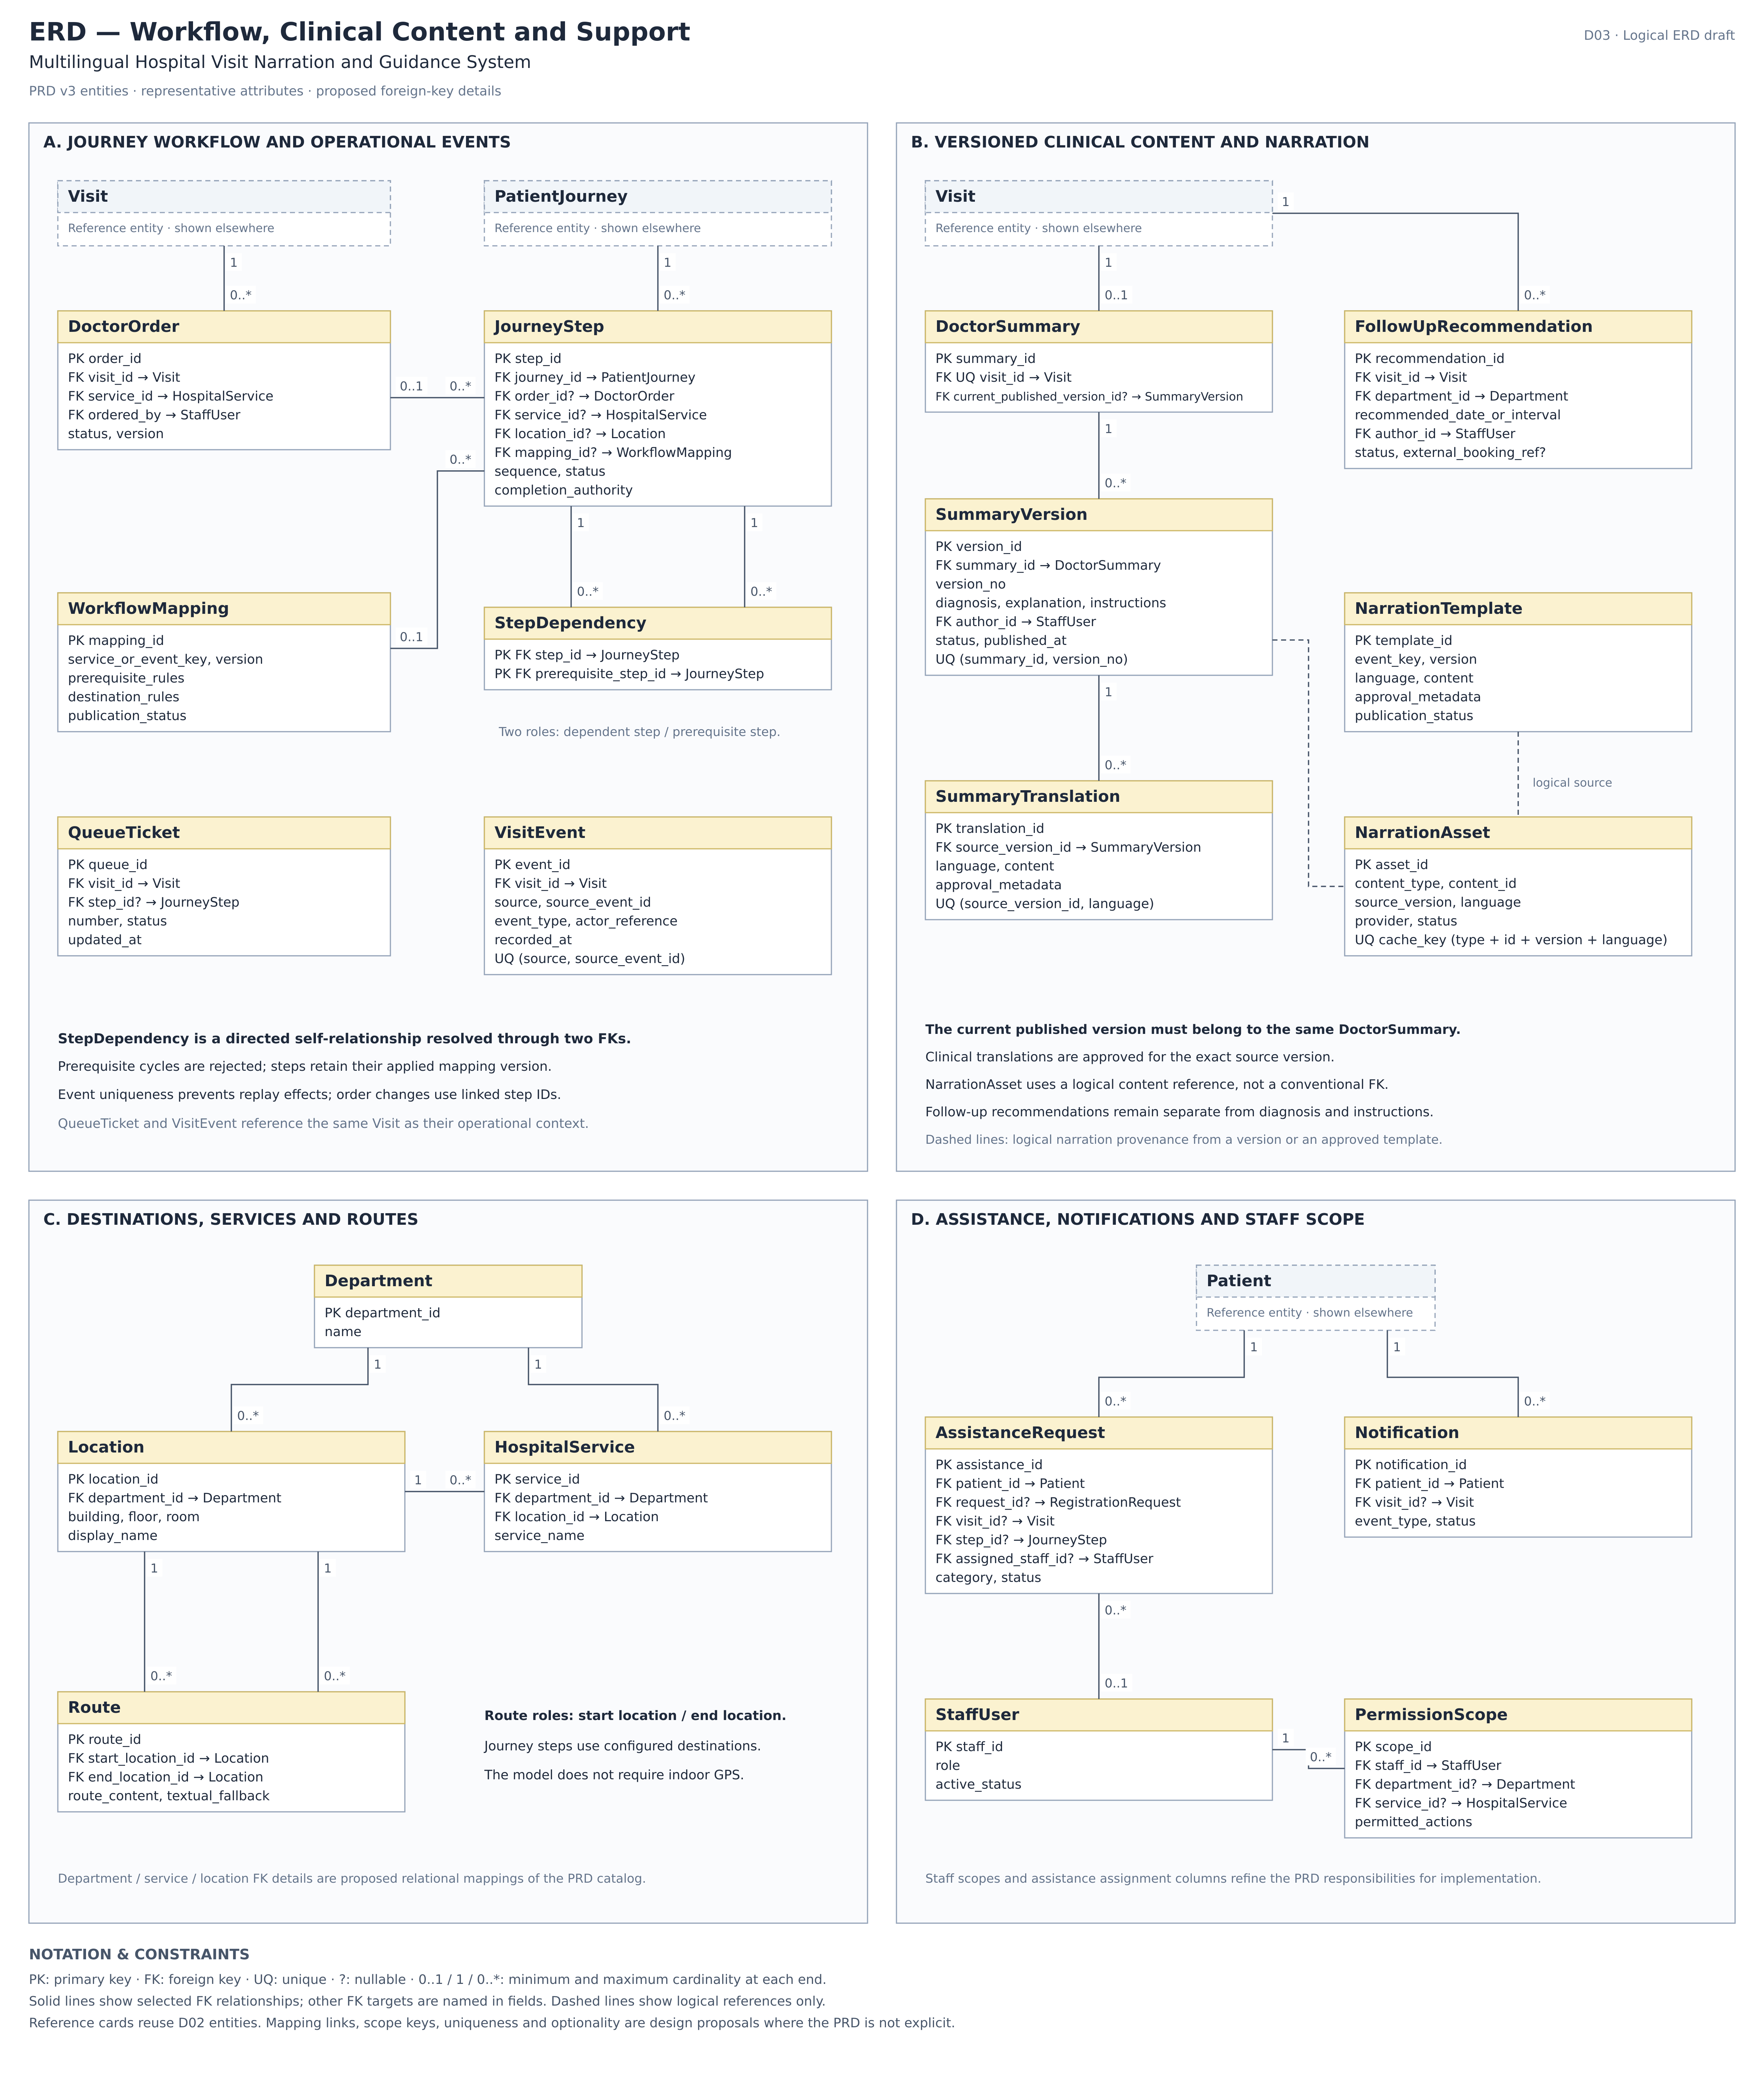 ERD — Workflow, Clinical Content and Support
D03 · Logical ERD draft
Multilingual Hospital Visit Narration and Guidance System
PRD v3 entities · representative attributes · proposed foreign-key details
A. JOURNEY WORKFLOW AND OPERATIONAL EVENTS
Visit
Reference entity · shown elsewhere
PatientJourney
Reference entity · shown elsewhere
1
0..*
1
0..*
DoctorOrder
PK order_id
FK visit_id → Visit
FK service_id → HospitalService
FK ordered_by → StaffUser
status, version
0..1
0..*
JourneyStep
PK step_id
FK journey_id → PatientJourney
FK order_id? → DoctorOrder
FK service_id? → HospitalService
FK location_id? → Location
FK mapping_id? → WorkflowMapping
sequence, status
completion_authority
0..*
0..1
1
0..*
1
0..*
WorkflowMapping
PK mapping_id
service_or_event_key, version
prerequisite_rules
destination_rules
publication_status
StepDependency
PK FK step_id → JourneyStep
PK FK prerequisite_step_id → JourneyStep
Two roles: dependent step / prerequisite step.
QueueTicket
PK queue_id
FK visit_id → Visit
FK step_id? → JourneyStep
number, status
updated_at
VisitEvent
PK event_id
FK visit_id → Visit
source, source_event_id
event_type, actor_reference
recorded_at
UQ (source, source_event_id)
StepDependency is a directed self-relationship resolved through two FKs.
Prerequisite cycles are rejected; steps retain their applied mapping version.
Event uniqueness prevents replay effects; order changes use linked step IDs.
QueueTicket and VisitEvent reference the same Visit as their operational context.
B. VERSIONED CLINICAL CONTENT AND NARRATION
Visit
Reference entity · shown elsewhere
1
0..*
1
0..1
DoctorSummary
PK summary_id
FK UQ visit_id → Visit
FK current_published_version_id? → SummaryVersion
FollowUpRecommendation
PK recommendation_id
FK visit_id → Visit
FK department_id → Department
recommended_date_or_interval
FK author_id → StaffUser
status, external_booking_ref?
1
0..*
SummaryVersion
PK version_id
FK summary_id → DoctorSummary
version_no
diagnosis, explanation, instructions
FK author_id → StaffUser
status, published_at
UQ (summary_id, version_no)
NarrationTemplate
PK template_id
event_key, version
language, content
approval_metadata
publication_status
1
0..*
logical source
SummaryTranslation
PK translation_id
FK source_version_id → SummaryVersion
language, content
approval_metadata
UQ (source_version_id, language)
NarrationAsset
PK asset_id
content_type, content_id
source_version, language
provider, status
UQ cache_key (type + id + version + language)
The current published version must belong to the same DoctorSummary.
Clinical translations are approved for the exact source version.
NarrationAsset uses a logical content reference, not a conventional FK.
Follow-up recommendations remain separate from diagnosis and instructions.
Dashed lines: logical narration provenance from a version or an approved template.
C. DESTINATIONS, SERVICES AND ROUTES
Department
PK department_id
name
1
0..*
1
0..*
Location
PK location_id
FK department_id → Department
building, floor, room
display_name
1
0..*
HospitalService
PK service_id
FK department_id → Department
FK location_id → Location
service_name
1
0..*
1
0..*
Route
PK route_id
FK start_location_id → Location
FK end_location_id → Location
route_content, textual_fallback
Route roles: start location / end location.
Journey steps use configured destinations.
The model does not require indoor GPS.
Department / service / location FK details are proposed relational mappings of the PRD catalog.
D. ASSISTANCE, NOTIFICATIONS AND STAFF SCOPE
Patient
Reference entity · shown elsewhere
1
0..*
1
0..*
AssistanceRequest
PK assistance_id
FK patient_id → Patient
FK request_id? → RegistrationRequest
FK visit_id? → Visit
FK step_id? → JourneyStep
FK assigned_staff_id? → StaffUser
category, status
Notification
PK notification_id
FK patient_id → Patient
FK visit_id? → Visit
event_type, status
0..*
0..1
StaffUser
PK staff_id
role
active_status
1
0..*
PermissionScope
PK scope_id
FK staff_id → StaffUser
FK department_id? → Department
FK service_id? → HospitalService
permitted_actions
Staff scopes and assistance assignment columns refine the PRD responsibilities for implementation.
NOTATION & CONSTRAINTS
PK: primary key · FK: foreign key · UQ: unique · ?: nullable · 0..1 / 1 / 0..*: minimum and maximum cardinality at each end.
Solid lines show selected FK relationships; other FK targets are named in fields. Dashed lines show logical references only.
Reference cards reuse D02 entities. Mapping links, scope keys, uniqueness and optionality are design proposals where the PRD is not explicit.